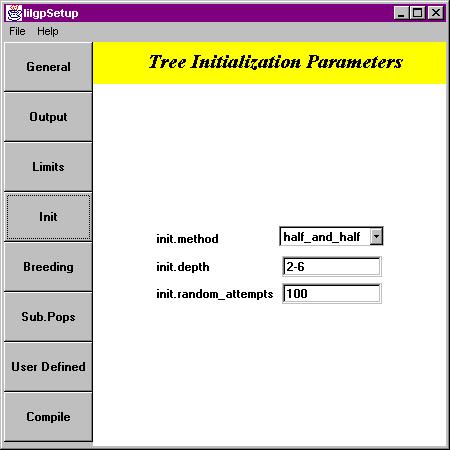 lilgpSetup
File Help
General
Output
Limits
Init
Breeding
Sub.Pops
User Defined
Compile
Tree Initialization Parameters
init.method half_and_half
init.depth 2-6
init.random_attempts 100